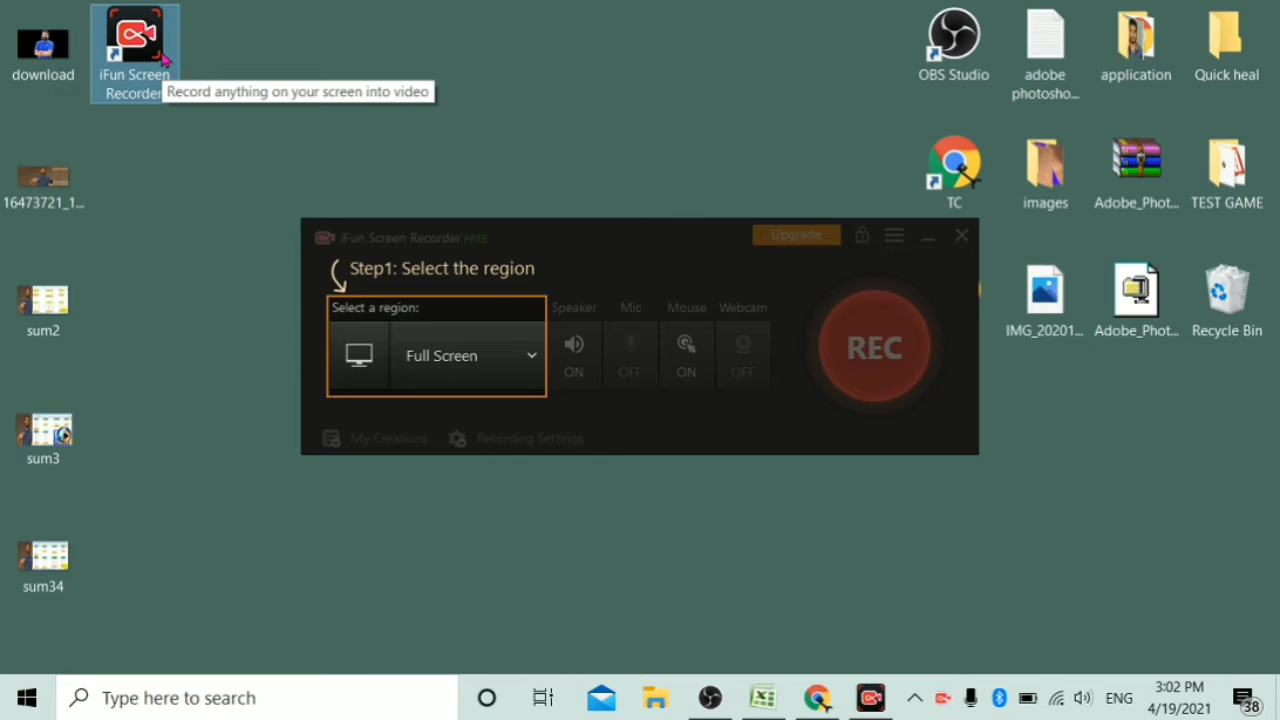 download
iFun Screen
Recorder
Record anything on your screen into video
16473721_1...
sum2
sum3
sum34
OBS Studio
adobe
photosho...
application
Quick heal
TC
images
Adobe_Phot...
TEST GAME
IMG_20201...
Adobe_Phot...
Recycle Bin
iFun Screen Recorder FREE
Upgrade
Step1: Select the region
Select a region:
Speaker
Mic
Mouse
Webcam
Full Screen
ON
OFF
ON
OFF
REC
My Creations
Recording Settings
Type here to search
ENG
3:02 PM
4/19/2021
38